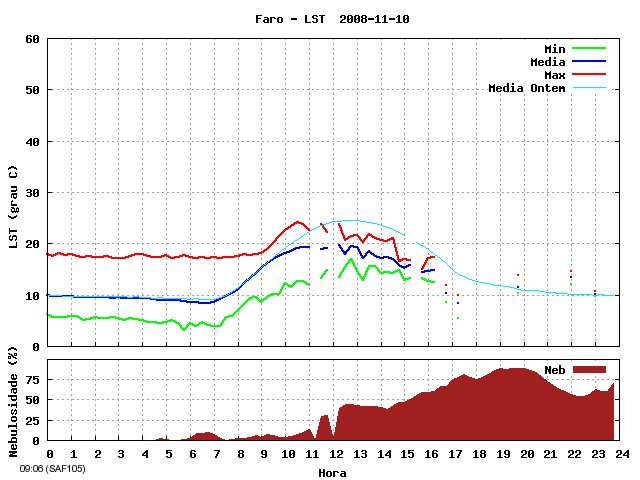 Faro - LST  2008-11-10
LST (grau C)
60
50
40
30
20
10
0
Min
Media
Max
Media Ontem
Nebulosidade (%)
75
50
25
0
Neb
0 1 2 3 4 5 6 7 8 9 10 11 12 13 14 15 16 17 18 19 20 21 22 23 24
Hora
09:06 (SAF105)